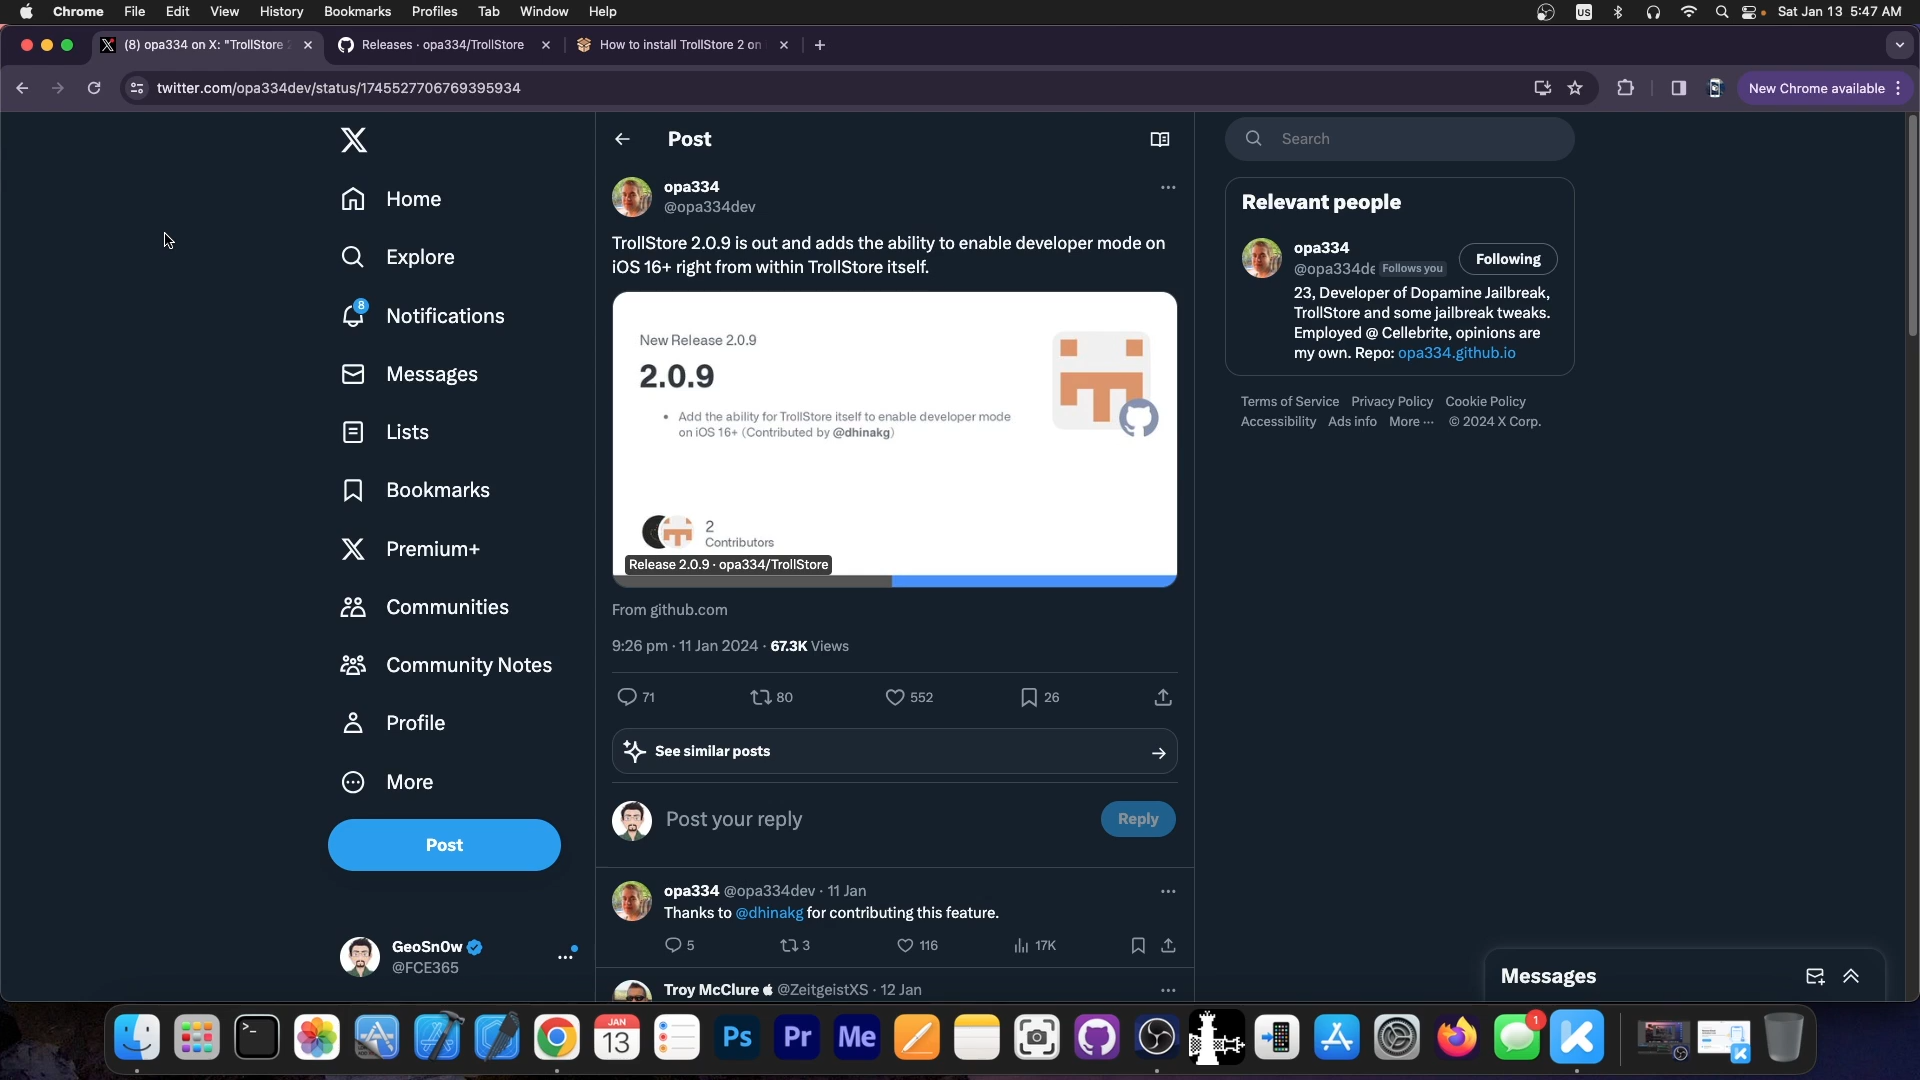 Chrome File Edit View History Bookmarks Profiles Tab Window Help
US
Sat Jan 13 5:47 AM
(8) opa334 on X: "TrollStore 2
Releases · opa334/TrollStore
How to install TrollStore 2 on
twitter.com/opa334dev/status/1745527706769395934
New Chrome available
Home
Explore
8
Notifications
Messages
Lists
Bookmarks
Premium+
Communities
Community Notes
Profile
More
Post
GeoSn0w
@FCE365
Post
opa334
@opa334dev
TrollStore 2.0.9 is out and adds the ability to enable developer mode on
iOS 16+ right from within TrollStore itself.
New Release 2.0.9
2.0.9
• Add the ability for TrollStore itself to enable developer mode
on iOS 16+ (Contributed by @dhinakg)
2
Contributors
Release 2.0.9 · opa334/TrollStore
From github.com
9:26 pm · 11 Jan 2024 · 67.3K Views
71 80 552 26
See similar posts
Post your reply
Reply
opa334 @opa334dev · 11 Jan
Thanks to @dhinakg for contributing this feature.
5 3 116 17K
Troy McClure @ZeitgeistXS · 12 Jan
Search
Relevant people
opa334
@opa334de Follows you
Following
23, Developer of Dopamine Jailbreak,
TrollStore and some jailbreak tweaks.
Employed @ Cellebrite, opinions are
my own. Repo: opa334.github.io
Terms of Service Privacy Policy Cookie Policy
Accessibility Ads info More ··· © 2024 X Corp.
Messages
JAN
13
Ps
Pr
Me
1